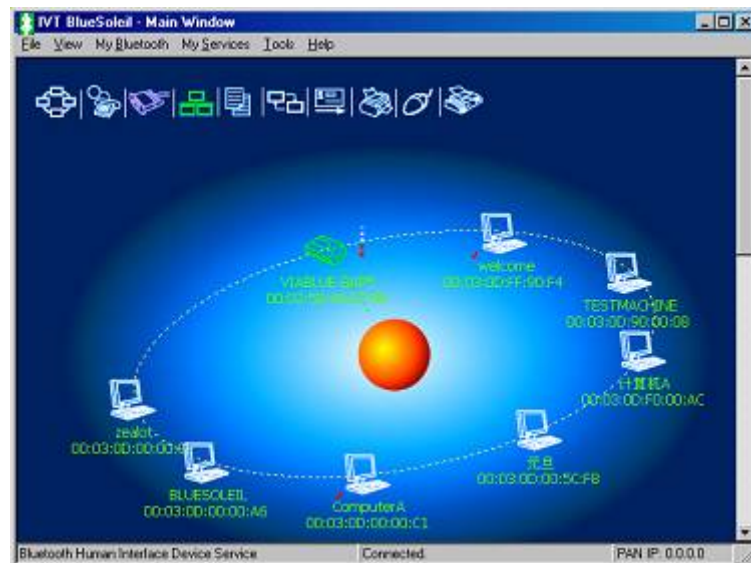 IVT BlueSoleil - Main Window
File View My Bluetooth My Services Tools Help
welcome
00:03:0D:FF:90:F4
VIABLUE
TESTMACHINE
00:03:0D:90:00:08
计算机A
00:03:0D:F0:00:AC
zealot
元旦
00:03:0D:00:5C:F8
BLUESOLEIL
00:03:0D:00:00:A6
ComputerA
00:03:0D:00:00:C1
Bluetooth Human Interface Device Service Connected. PAN IP: 0.0.0.0